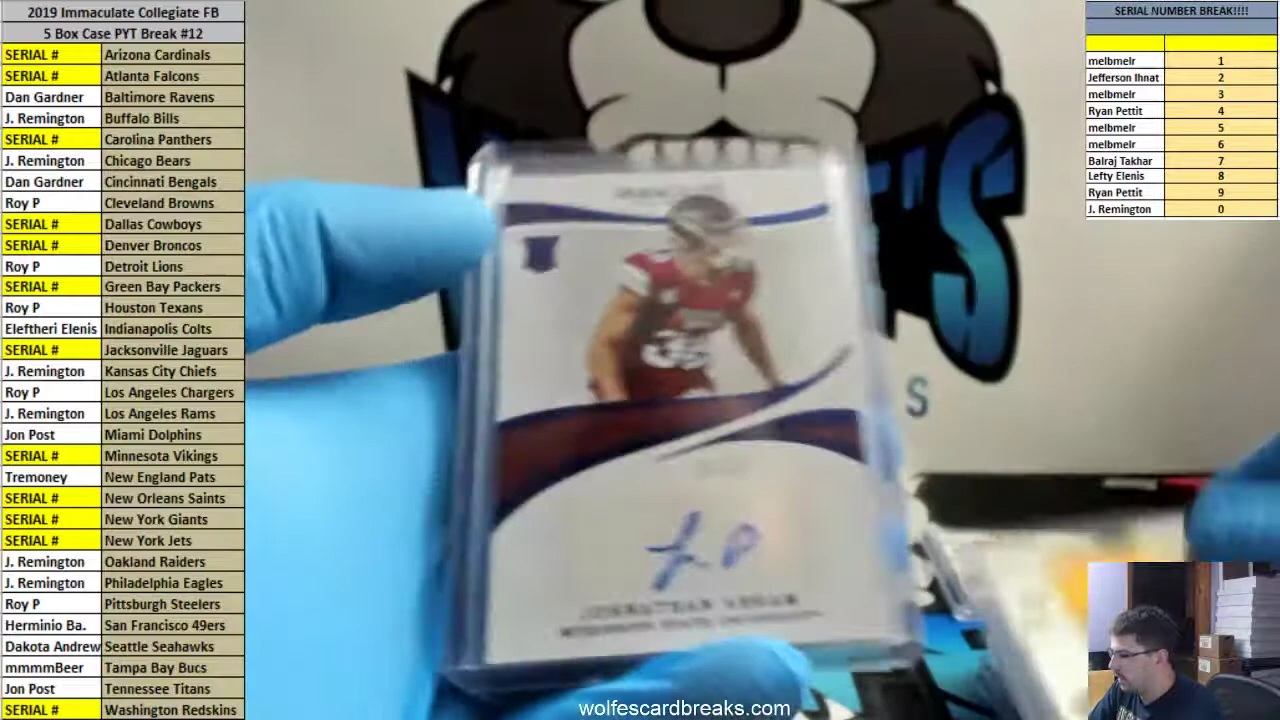 2019 Immaculate Collegiate FB
5 Box Case PYT Break #12
SERIAL # Arizona Cardinals
SERIAL # Atlanta Falcons
Dan Gardner Baltimore Ravens
J. Remington Buffalo Bills
SERIAL # Carolina Panthers
J. Remington Chicago Bears
Dan Gardner Cincinnati Bengals
Roy P Cleveland Browns
SERIAL # Dallas Cowboys
SERIAL # Denver Broncos
Roy P Detroit Lions
SERIAL # Green Bay Packers
Roy P Houston Texans
Eleftheri Elenis Indianapolis Colts
SERIAL # Jacksonville Jaguars
J. Remington Kansas City Chiefs
Roy P Los Angeles Chargers
J. Remington Los Angeles Rams
Jon Post Miami Dolphins
SERIAL # Minnesota Vikings
Tremoney New England Pats
SERIAL # New Orleans Saints
SERIAL # New York Giants
SERIAL # New York Jets
J. Remington Oakland Raiders
J. Remington Philadelphia Eagles
Roy P Pittsburgh Steelers
Herminio Ba. San Francisco 49ers
Dakota Andrew Seattle Seahawks
mmmmBeer Tampa Bay Bucs
Jon Post Tennessee Titans
SERIAL # Washington Redskins
SERIAL NUMBER BREAK!!!!
melbmelr 1
Jefferson Ihnat 2
melbmelr 3
Ryan Pettit 4
melbmelr 5
melbmelr 6
Balraj Takhar 7
Lefty Elenis 8
Ryan Pettit 9
J. Remington 0
S
JOHNATHAN ABRAM
MISSISSIPPI STATE UNIVERSITY
wolfescardbreaks.com